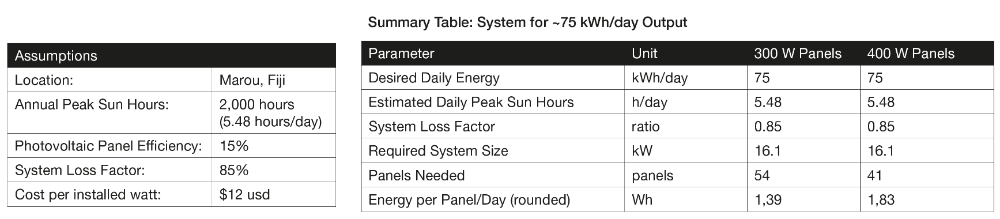 Summary Table: System for ~75 kWh/day Output
Assumptions
Location: Marou, Fiji
Annual Peak Sun Hours: 2,000 hours
(5.48 hours/day)
Photovoltaic Panel Efficiency: 15%
System Loss Factor: 85%
Cost per installed watt: $12 usd
Parameter Unit 300 W Panels 400 W Panels
Desired Daily Energy kWh/day 75 75
Estimated Daily Peak Sun Hours h/day 5.48 5.48
System Loss Factor ratio 0.85 0.85
Required System Size kW 16.1 16.1
Panels Needed panels 54 41
Energy per Panel/Day (rounded) Wh 1,39 1,83